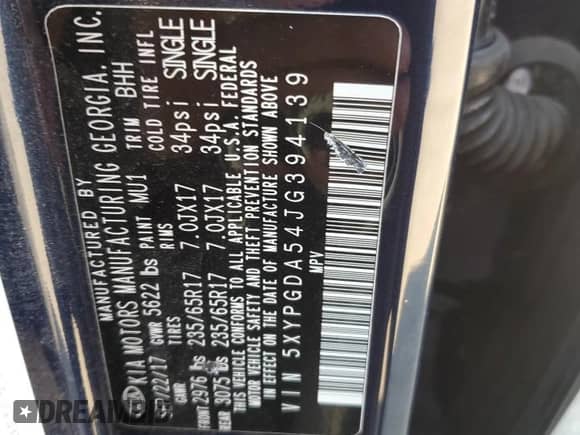 MANUFACTURED BY
KIA MOTORS MANUFACTURING GEORGIA, INC.
SEP/22/17 GVWR 5622 lbs PAINT MU1 TRIM BHH
GAWR TIRES RIMS COLD TIRE INFL
FRONT 2976 lbs 235/65R17 7.0JX17 34psi SINGLE
REAR 3075 lbs 235/65R17 7.0JX17 34psi SINGLE
THIS VEHICLE CONFORMS TO ALL APPLICABLE U.S.A. FEDERAL
MOTOR VEHICLE SAFETY AND THEFT PREVENTION STANDARDS
IN EFFECT ON THE DATE OF MANUFACTURE SHOWN ABOVE
VIN 5XYPGDA54JG394139
MPV
DREAMBID